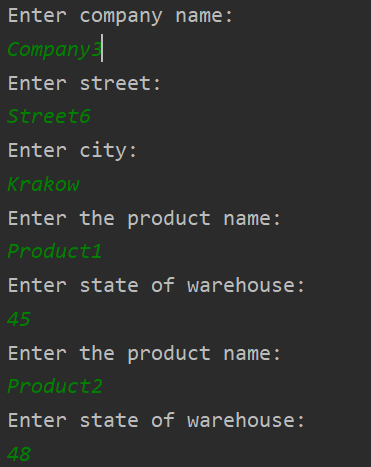 Enter company name:
Company3
Enter street:
Street6
Enter city:
Krakow
Enter the product name:
Product1
Enter state of warehouse:
45
Enter the product name:
Product2
Enter state of warehouse:
48